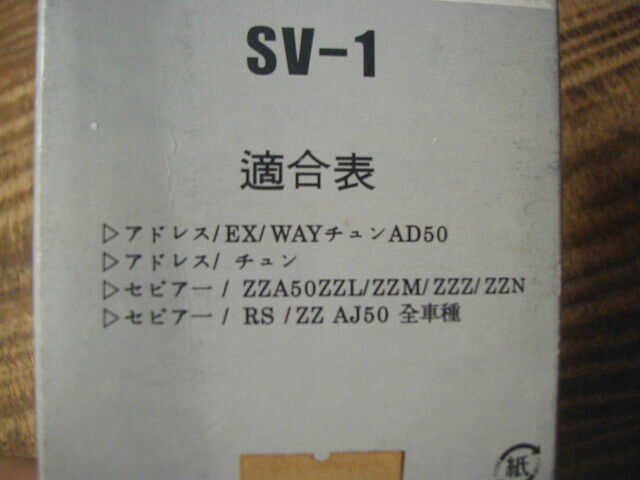 SV-1
適合表
▷アドレス/EX/WAYチュンAD50
▷アドレス/ チュン
▷セピアー/ ZZA50ZZL/ZZM/ZZZ/ZZN
▷セピアー/ RS /ZZ AJ50 全車種
紙